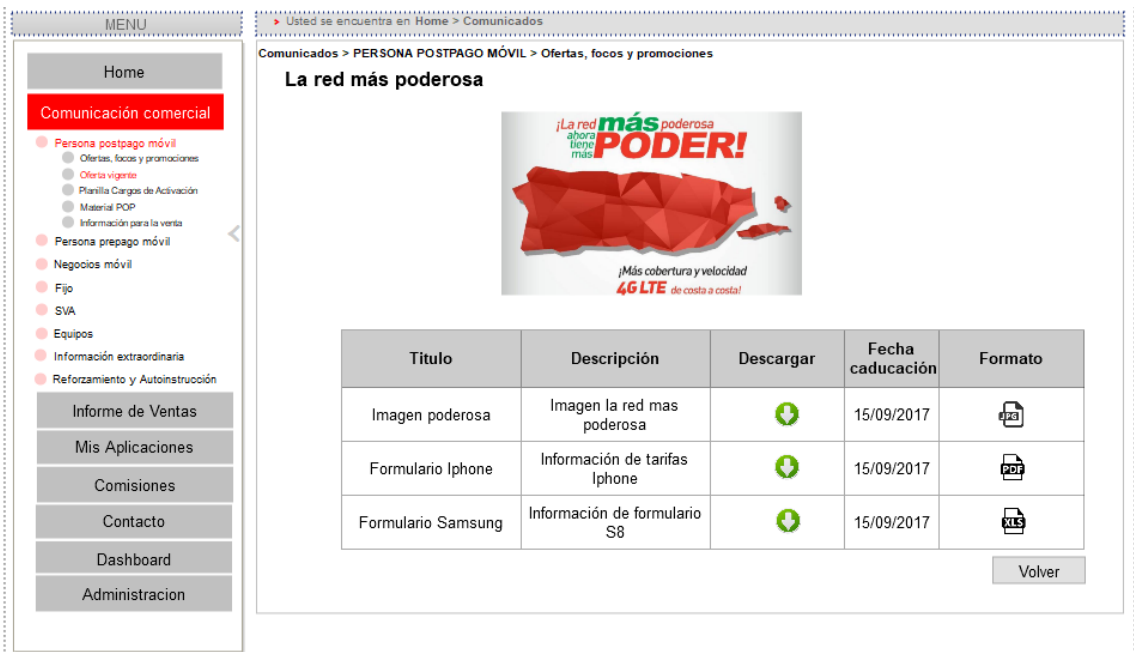 MENU
Home
Comunicación comercial
Persona postpago móvil
Ofertas, focos y promociones
Oferta vigente
Planilla Cargos de Activación
Material POP
Información para la venta
Persona prepago móvil
Negocios móvil
Fijo
SVA
Equipos
Información extraordinaria
Reforzamiento y Autoinstrucción
Informe de Ventas
Mis Aplicaciones
Comisiones
Contacto
Dashboard
Administracion
Usted se encuentra en Home > Comunicados
Comunicados > PERSONA POSTPAGO MÓVIL > Ofertas, focos y promociones
La red más poderosa
¡La red más poderosa
ahora tiene más PODER!
¡Más cobertura y velocidad
4G LTE de costa a costa!
Titulo Descripción Descargar Fecha caducación Formato
Imagen poderosa Imagen la red mas poderosa 15/09/2017 JPG
Formulario Iphone Información de tarifas Iphone 15/09/2017 PDF
Formulario Samsung Información de formulario S8 15/09/2017 XLS
Volver